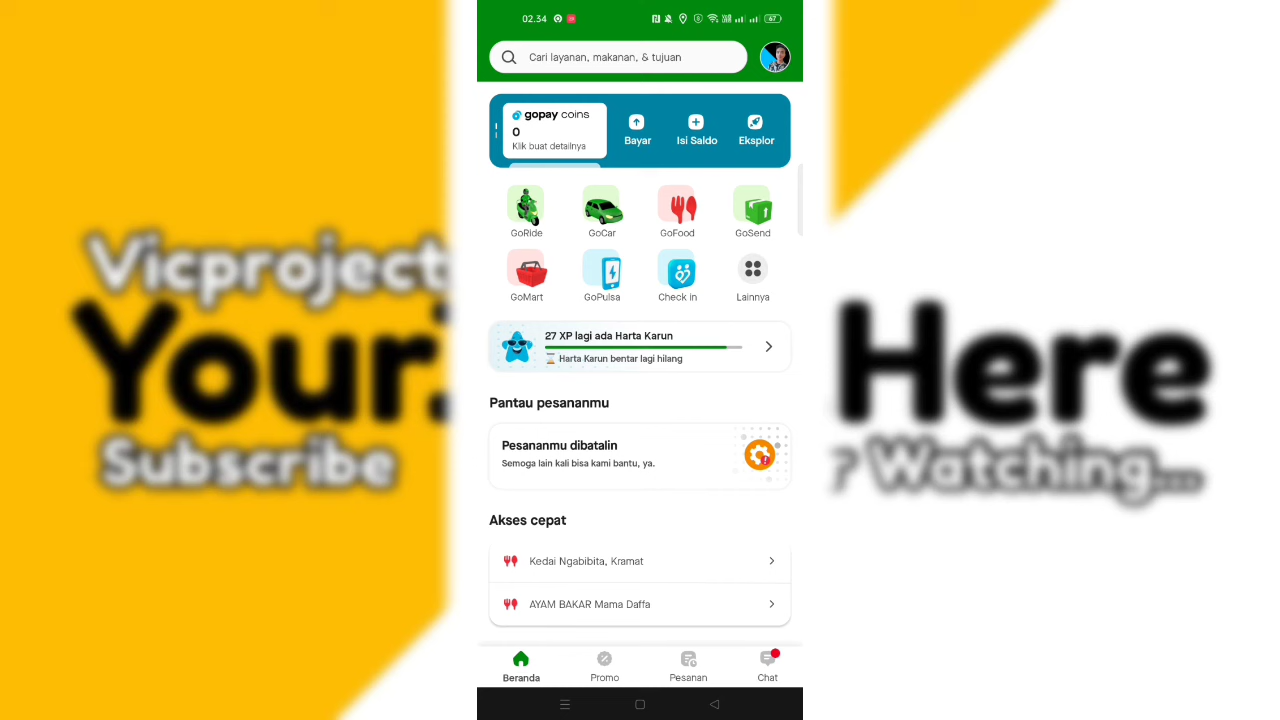 Vicproject
Your
Subscribe
02.34
67
Cari layanan, makanan, & tujuan
gopay coins
0
Klik buat detailnya
Bayar
Isi Saldo
Eksplor
GoRide
GoCar
GoFood
GoSend
GoMart
GoPulsa
Check in
Lainnya
27 XP lagi ada Harta Karun
Harta Karun bentar lagi hilang
Pantau pesananmu
Pesananmu dibatalin
Semoga lain kali bisa kami bantu, ya.
Akses cepat
Kedai Ngabibita, Kramat
AYAM BAKAR Mama Daffa
Beranda
Promo
Pesanan
Chat
Here
? Watching...